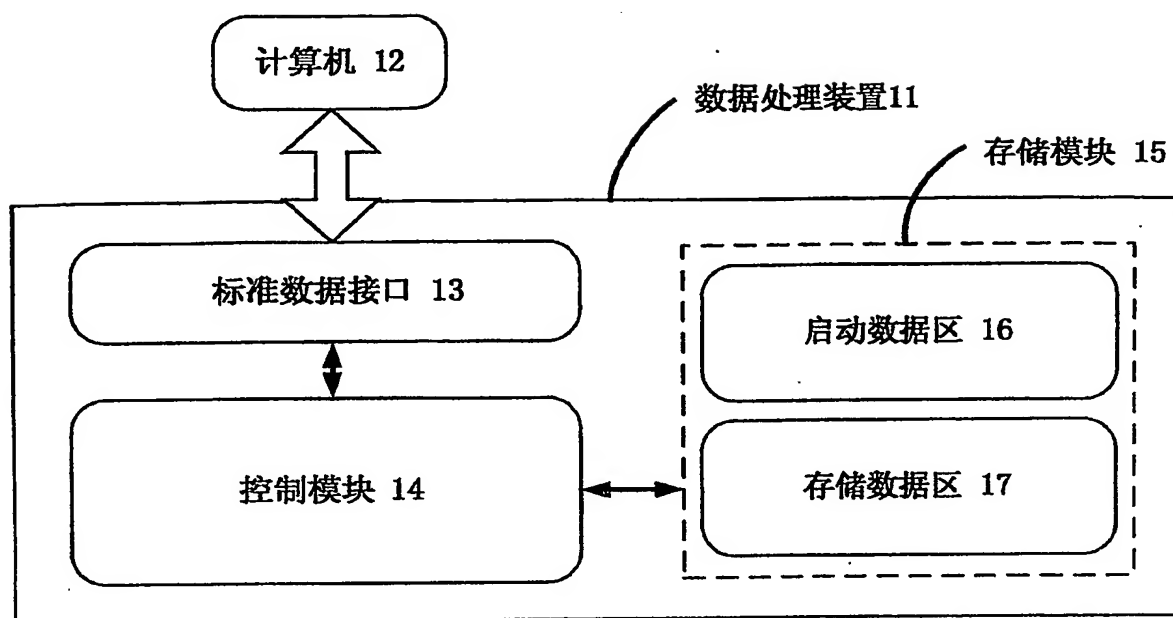 计算机 12
数据处理装置11
存储模块 15
标准数据接口 13
启动数据区 16
控制模块 14
存储数据区 17